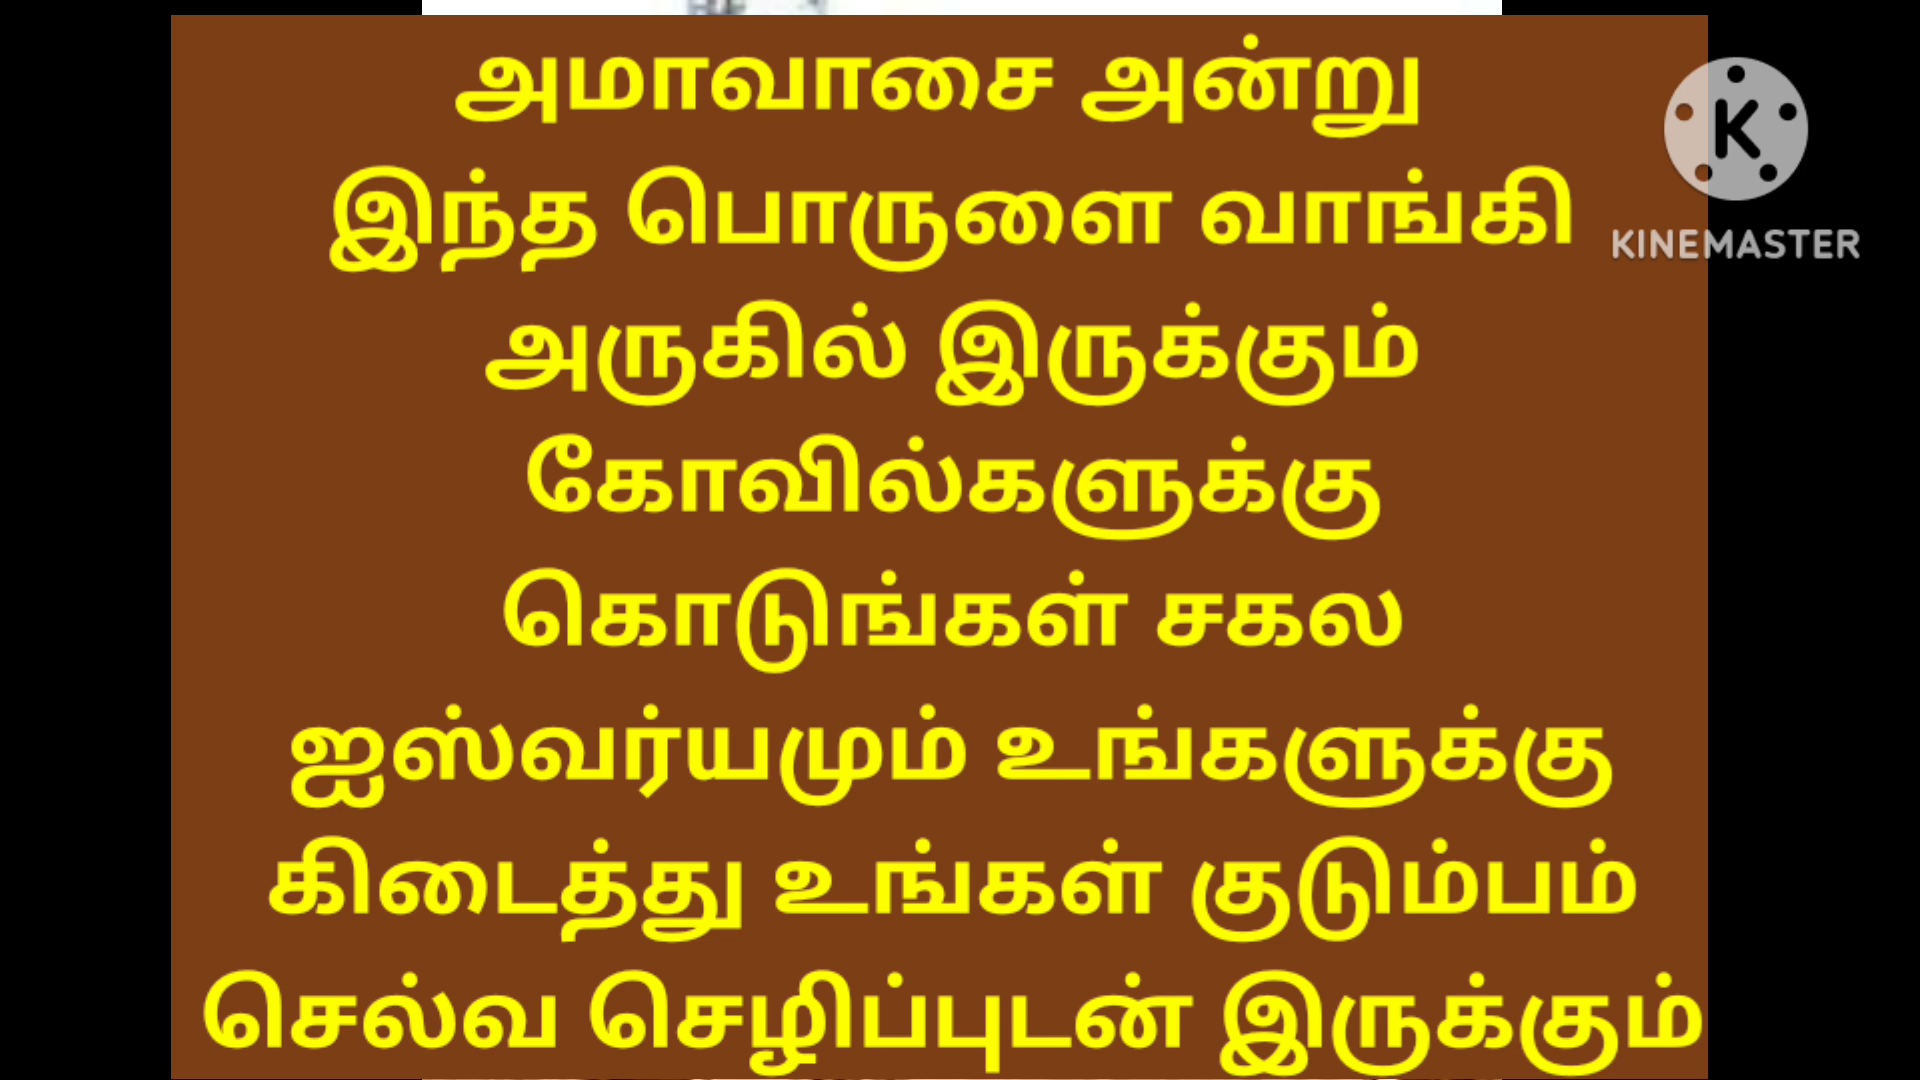 அமாவாசை அன்று
இந்த பொருளை வாங்கி
அருகில் இருக்கும்
கோவில்களுக்கு
கொடுங்கள் சகல
ஐஸ்வர்யமும் உங்களுக்கு
கிடைத்து உங்கள் குடும்பம்
செல்வ செழிப்புடன் இருக்கும்
K
KINEMASTER